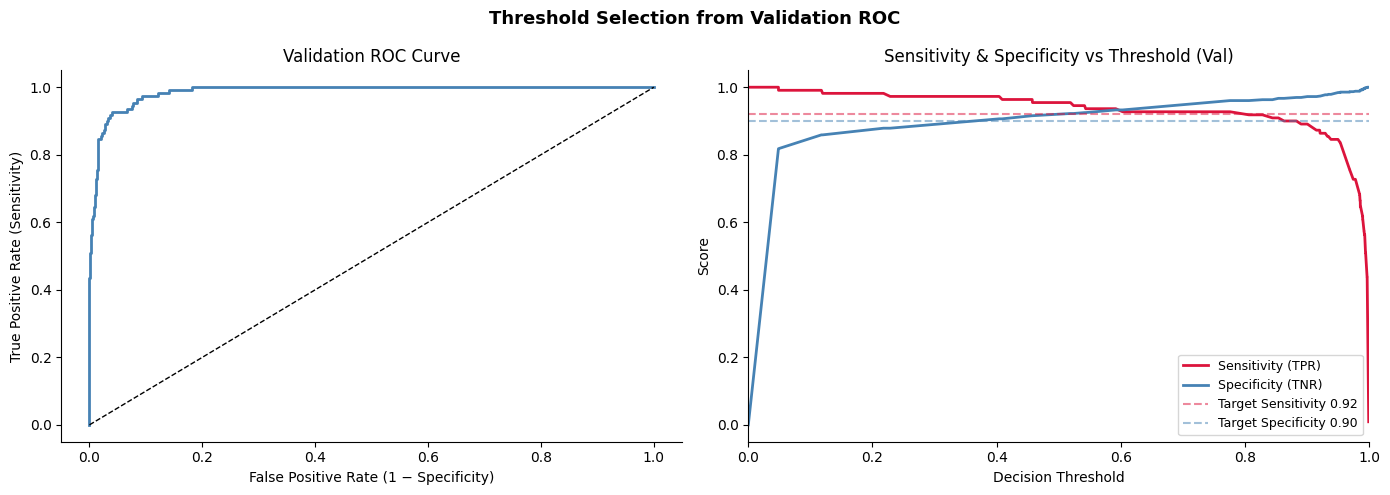 Threshold Selection from Validation ROC
Validation ROC Curve
True Positive Rate (Sensitivity)
1.0
0.8
0.6
0.4
0.2
0.0
0.0 0.2 0.4 0.6 0.8 1.0
False Positive Rate (1 − Specificity)
Sensitivity & Specificity vs Threshold (Val)
Score
1.0
0.8
0.6
0.4
0.2
0.0
Sensitivity (TPR)
Specificity (TNR)
Target Sensitivity 0.92
Target Specificity 0.90
0.0 0.2 0.4 0.6 0.8 1.0
Decision Threshold